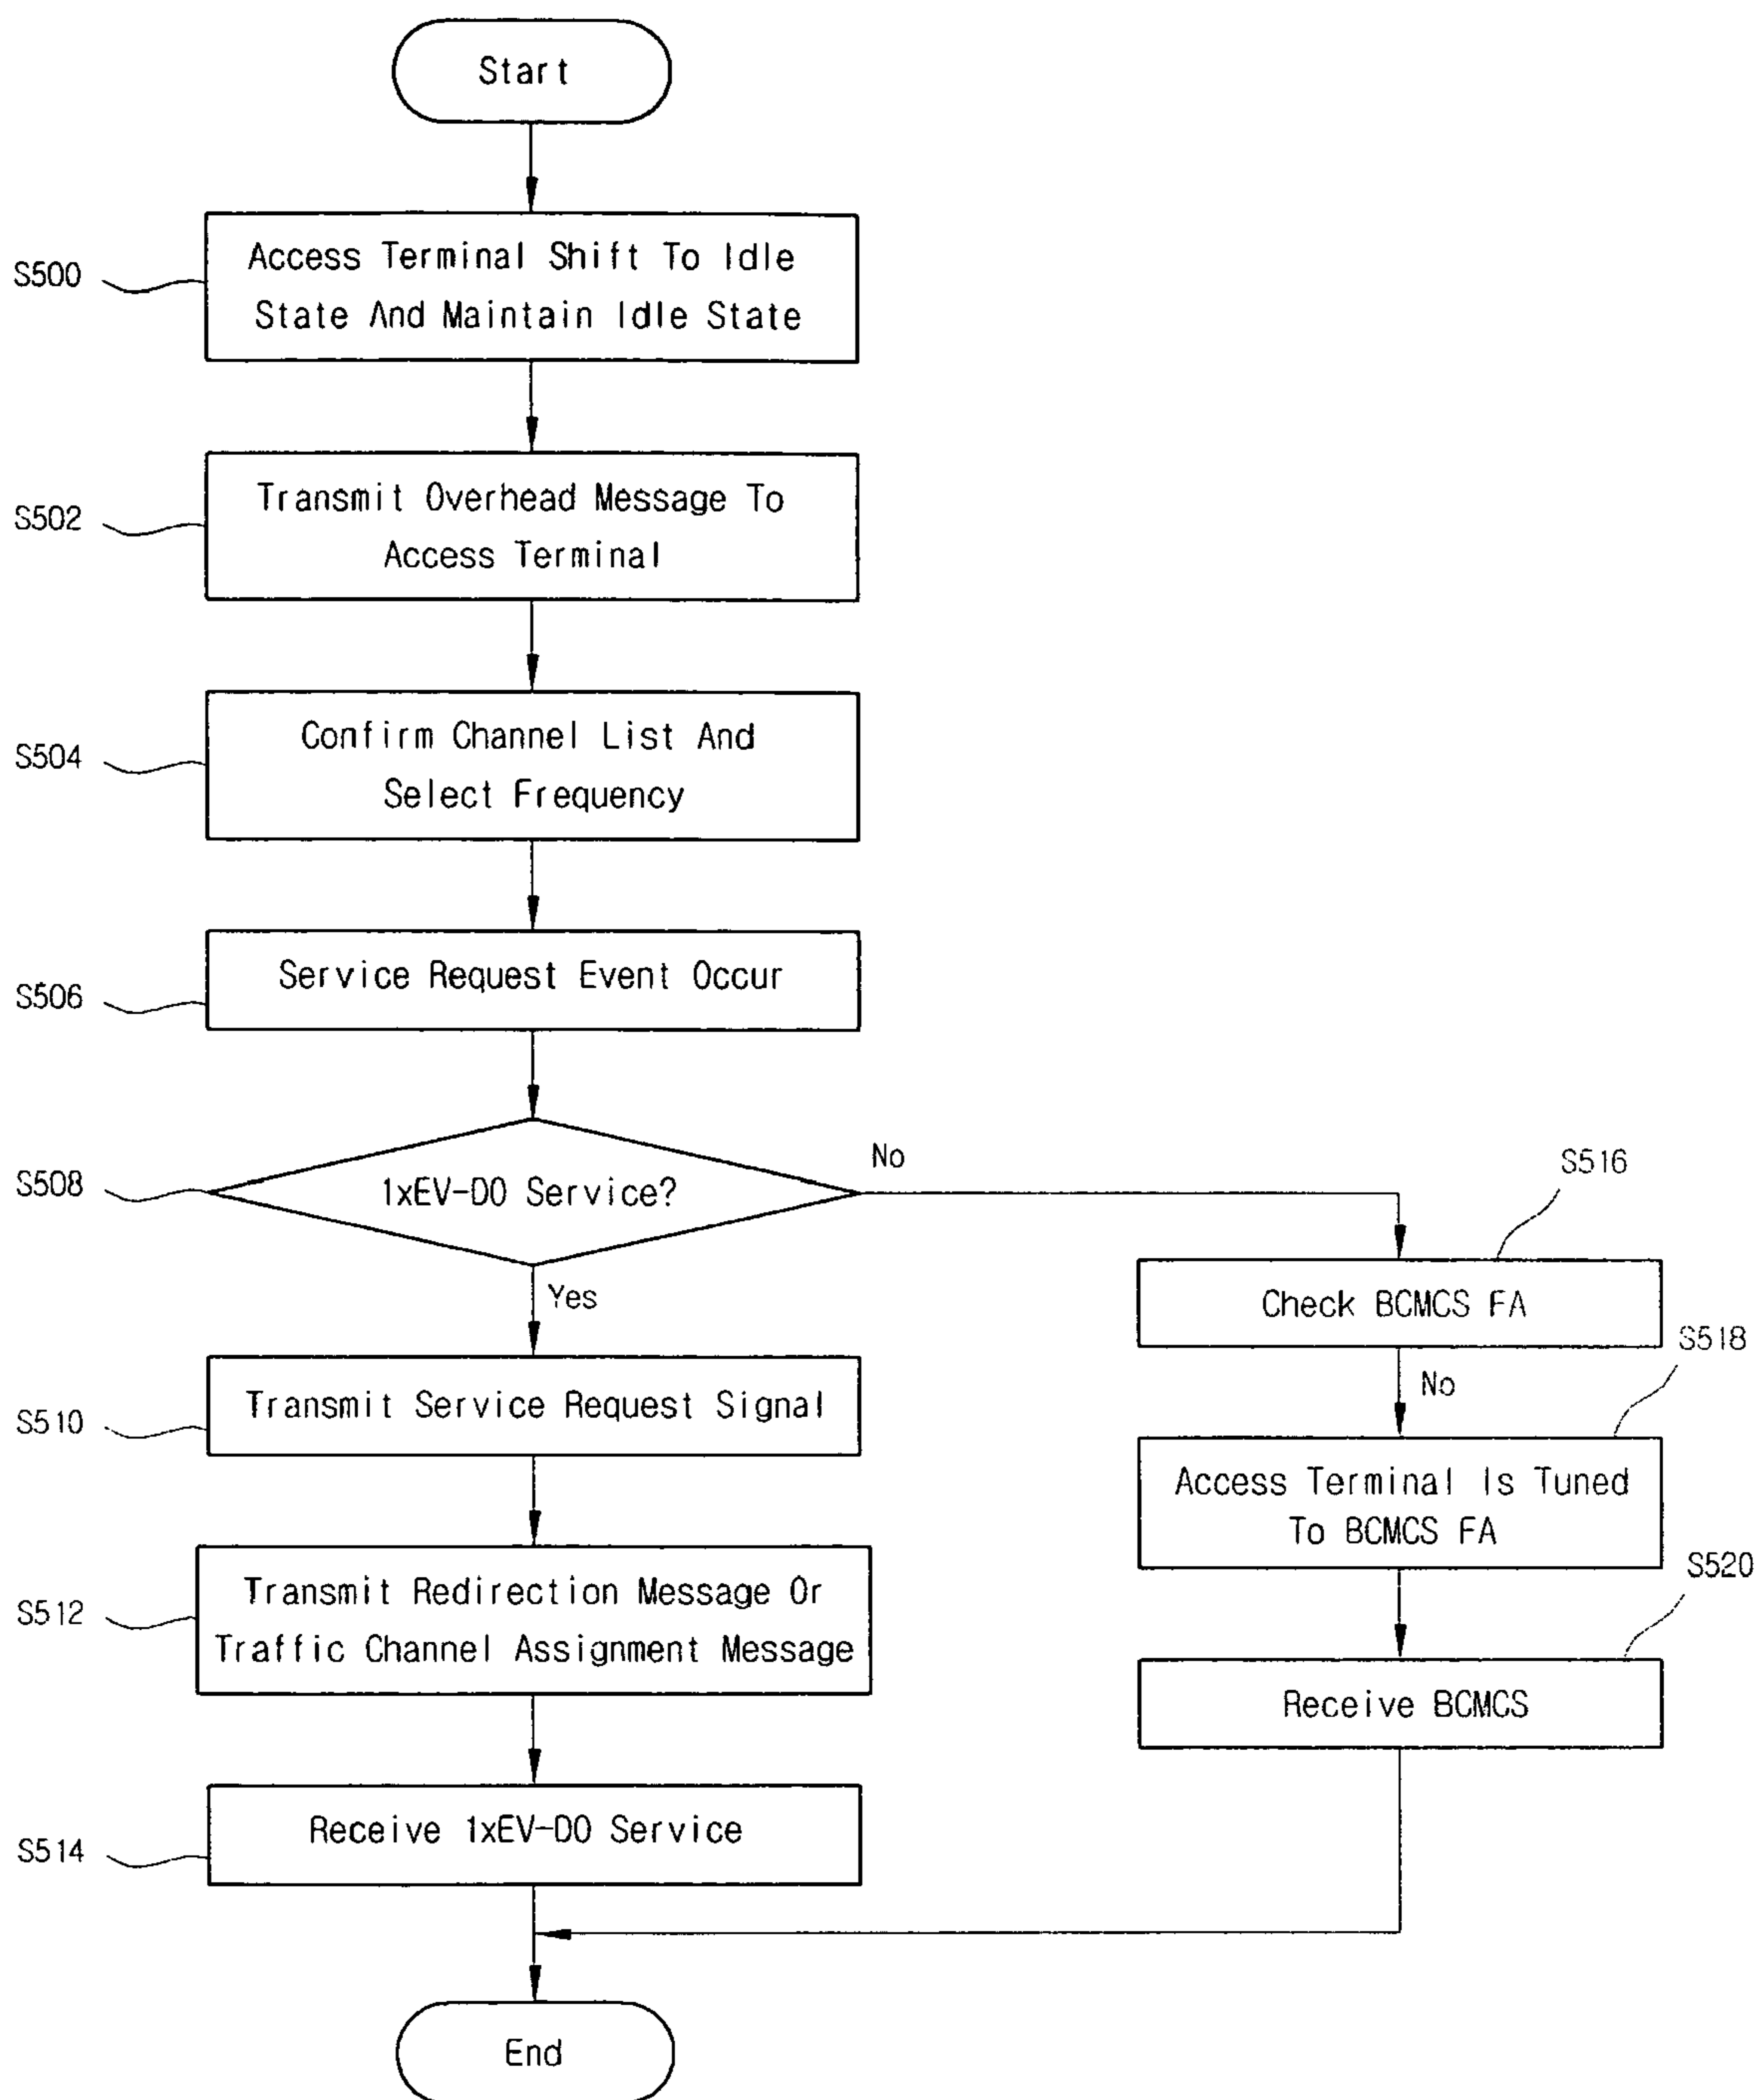 Start
S500
Access Terminal Shift To Idle
State And Maintain Idle State
S502
Transmit Overhead Message To
Access Terminal
S504
Confirm Channel List And
Select Frequency
S506
Service Request Event Occur
S508
1xEV-DO Service?
No
Yes
S516
Check BCMCS FA
No
S518
Access Terminal Is Tuned
To BCMCS FA
S520
Receive BCMCS
S510
Transmit Service Request Signal
S512
Transmit Redirection Message Or
Traffic Channel Assignment Message
S514
Receive 1xEV-DO Service
End